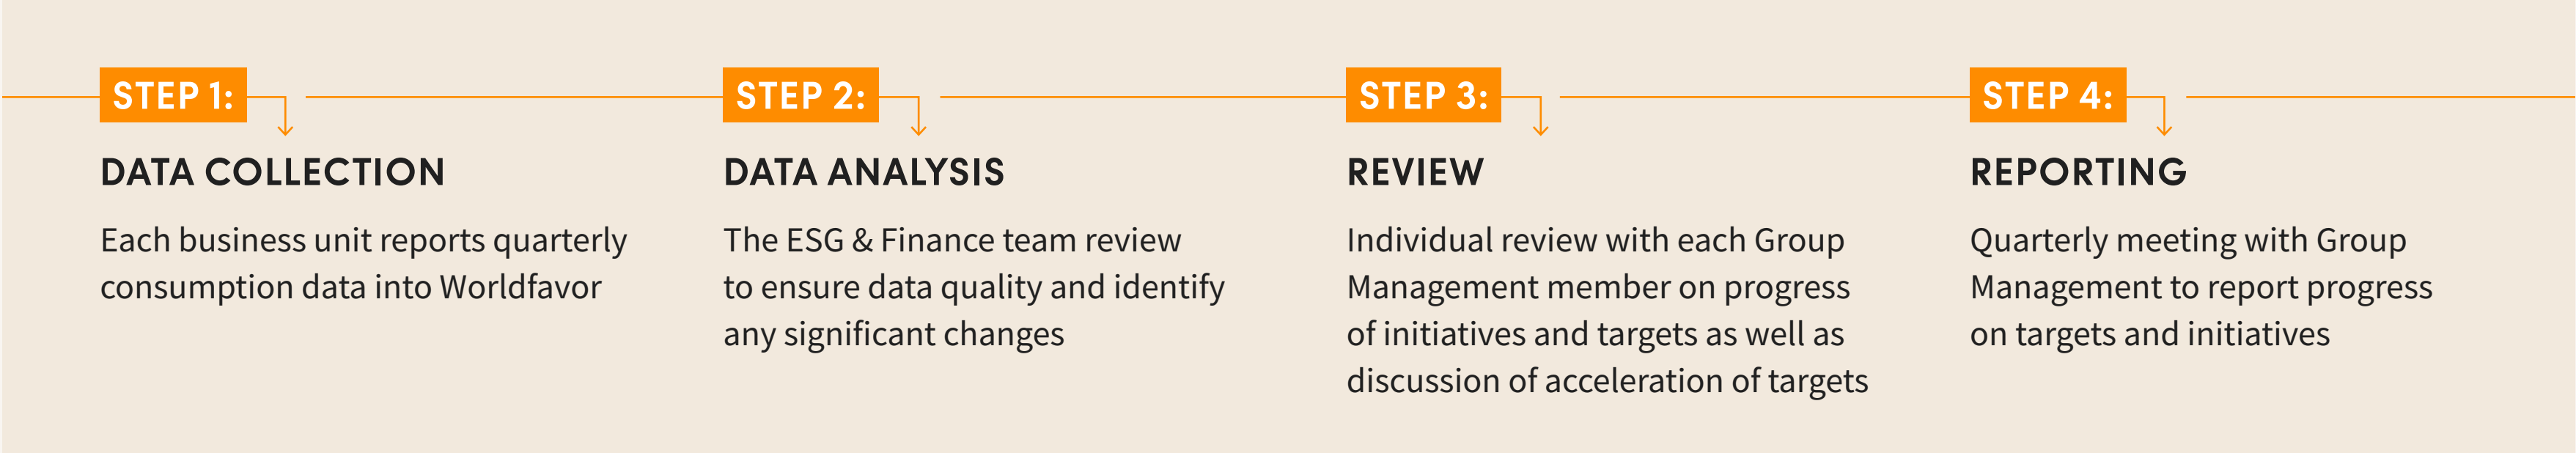 STEP 1:
DATA COLLECTION
Each business unit reports quarterly
consumption data into Worldfavor
STEP 2:
DATA ANALYSIS
The ESG & Finance team review
to ensure data quality and identify
any significant changes
STEP 3:
REVIEW
Individual review with each Group
Management member on progress
of initiatives and targets as well as
discussion of acceleration of targets
STEP 4:
REPORTING
Quarterly meeting with Group
Management to report progress
on targets and initiatives